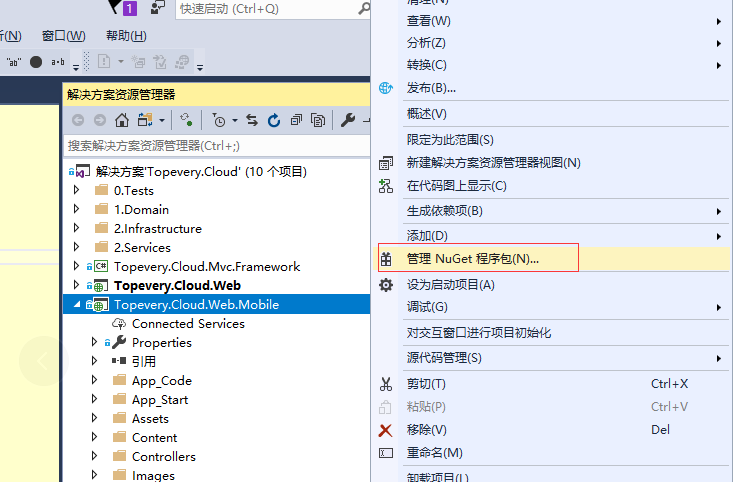 1
快速启动 (Ctrl+Q)
窗口(W)
帮助(H)
"ab"
a•b
解决方案资源管理器
搜索解决方案资源管理器(Ctrl+;)
解决方案'Topevery.Cloud' (10 个项目)
0.Tests
1.Domain
2.Infrastructure
2.Services
C# Topevery.Cloud.Mvc.Framework
Topevery.Cloud.Web
Topevery.Cloud.Web.Mobile
Connected Services
Properties
引用
App_Code
App_Start
Assets
Content
Controllers
Images
清理(N)
查看(W)
分析(Z)
转换(C)
发布(B)...
概述(V)
限定为此范围(S)
新建解决方案资源管理器视图(N)
在代码图上显示(C)
生成依赖项(B)
添加(D)
管理 NuGet 程序包(N)...
设为启动项目(A)
调试(G)
对交互窗口进行项目初始化
源代码管理(S)
剪切(T) Ctrl+X
粘贴(P) Ctrl+V
移除(V) Del
重命名(M)
卸载项目(L)